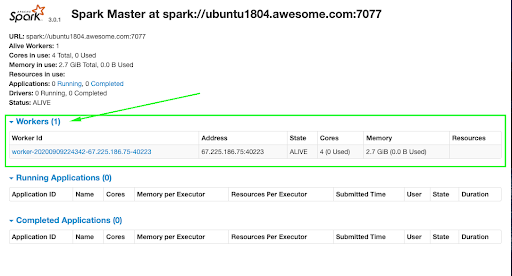 APACHE Spark 3.0.1 Spark Master at spark://ubuntu1804.awesome.com:7077
URL: spark://ubuntu1804.awesome.com:7077
Alive Workers: 1
Cores in use: 4 Total, 0 Used
Memory in use: 2.7 GiB Total, 0.0 B Used
Resources in use:
Applications: 0 Running, 0 Completed
Drivers: 0 Running, 0 Completed
Status: ALIVE
Workers (1)
Worker Id Address State Cores Memory Resources
worker-20200909224342-67.225.186.75-40223 67.225.186.75:40223 ALIVE 4 (0 Used) 2.7 GiB (0.0 B Used)
Running Applications (0)
Application ID Name Cores Memory per Executor Resources Per Executor Submitted Time User State Duration
Completed Applications (0)
Application ID Name Cores Memory per Executor Resources Per Executor Submitted Time User State Duration